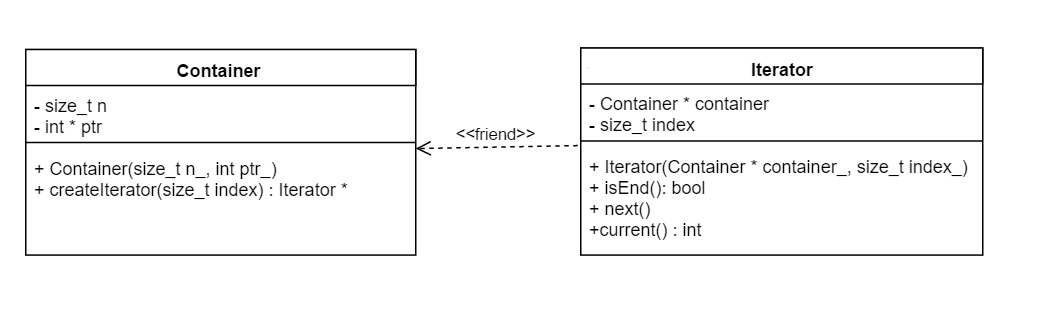 Container
- size_t n
- int * ptr
+ Container(size_t n_, int ptr_)
+ createIterator(size_t index) : Iterator *
<<friend>>
Iterator
- Container * container
- size_t index
+ Iterator(Container * container_, size_t index_)
+ isEnd(): bool
+ next()
+current() : int